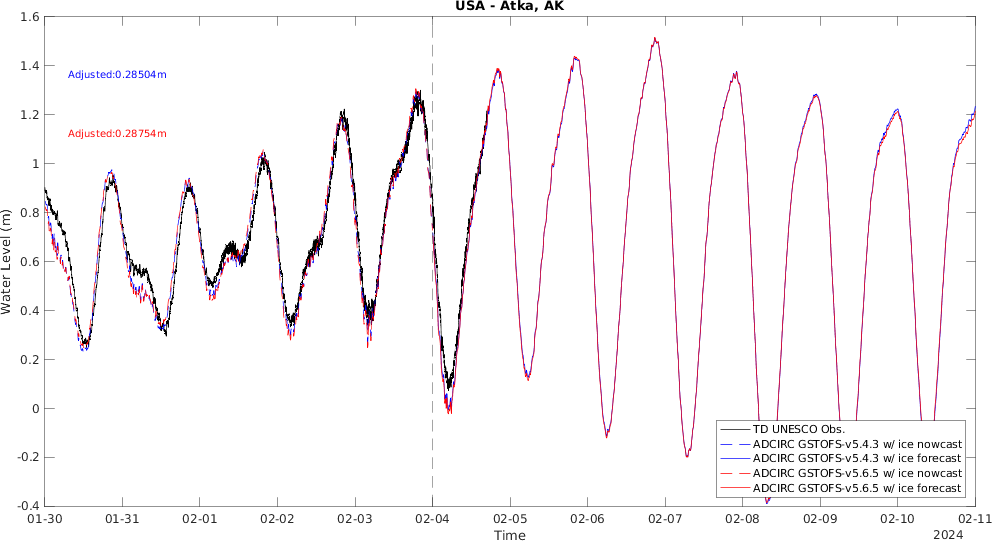 USA - Atka, AK
1.6
1.4
1.2
1
0.8
0.6
0.4
0.2
0
-0.2
-0.4
Water Level (m)
Adjusted:0.28504m
Adjusted:0.28754m
TD UNESCO Obs.
ADCIRC GSTOFS-v5.4.3 w/ ice nowcast
ADCIRC GSTOFS-v5.4.3 w/ ice forecast
ADCIRC GSTOFS-v5.6.5 w/ ice nowcast
ADCIRC GSTOFS-v5.6.5 w/ ice forecast
01-30 01-31 02-01 02-02 02-03 02-04 02-05 02-06 02-07 02-08 02-09 02-10 02-11
Time
2024